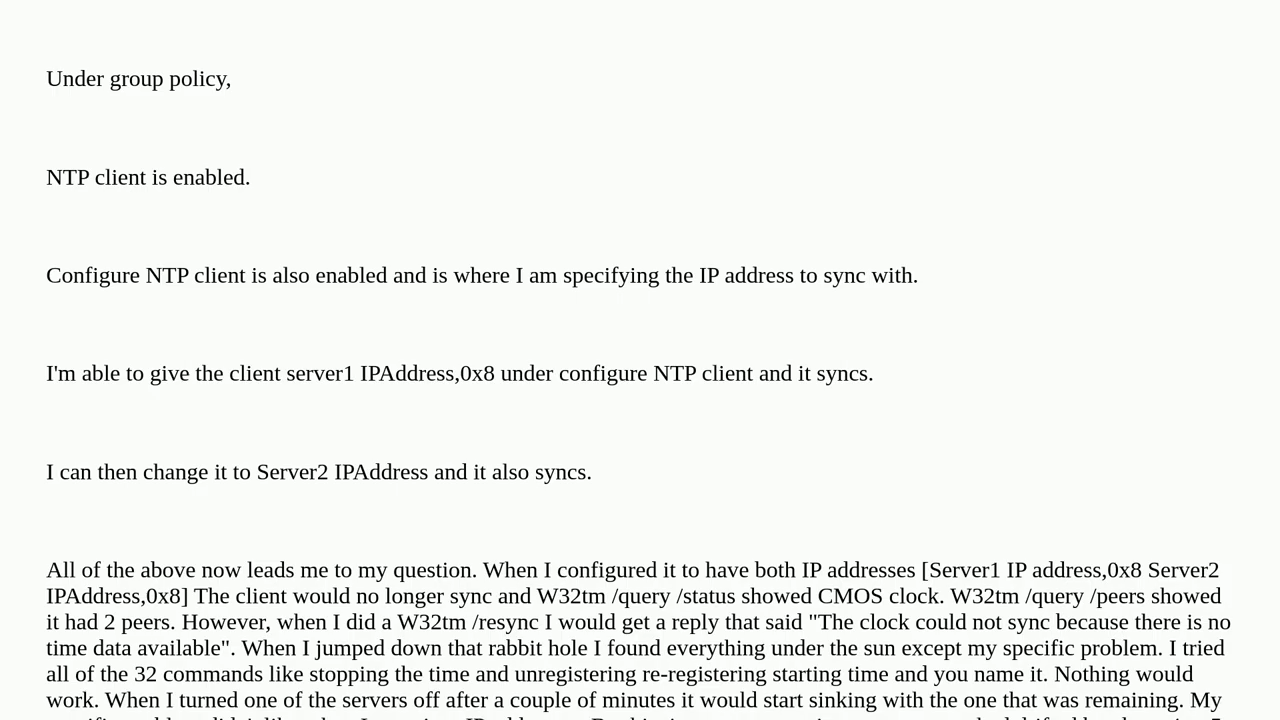 Under group policy,
NTP client is enabled.
Configure NTP client is also enabled and is where I am specifying the IP address to sync with.
I'm able to give the client server1 IPAddress,0x8 under configure NTP client and it syncs.
I can then change it to Server2 IPAddress and it also syncs.
All of the above now leads me to my question. When I configured it to have both IP addresses [Server1 IP address,0x8 Server2
IPAddress,0x8] The client would no longer sync and W32tm /query /status showed CMOS clock. W32tm /query /peers showed
it had 2 peers. However, when I did a W32tm /resync I would get a reply that said "The clock could not sync because there is no
time data available". When I jumped down that rabbit hole I found everything under the sun except my specific problem. I tried
all of the 32 commands like stopping the time and unregistering re-registering starting time and you name it. Nothing would
work. When I turned one of the servers off after a couple of minutes it would start sinking with the one that was remaining. My